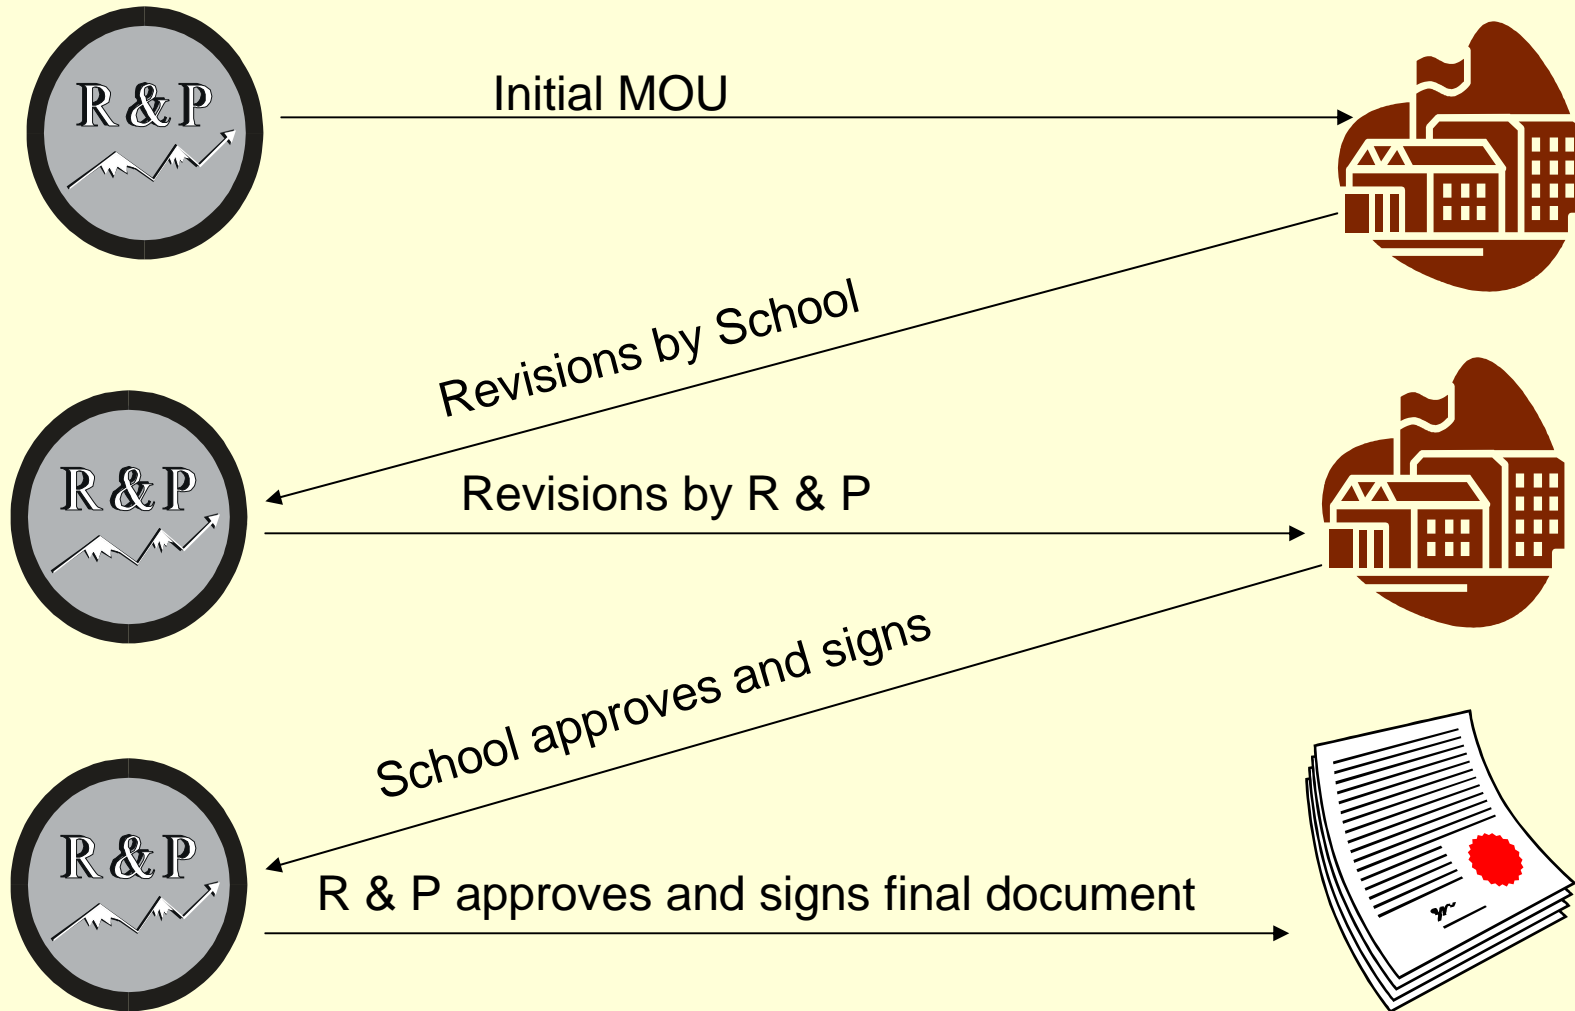 R & P
Initial MOU
Revisions by School
R & P
Revisions by R & P
School approves and signs
R & P
R & P approves and signs final document